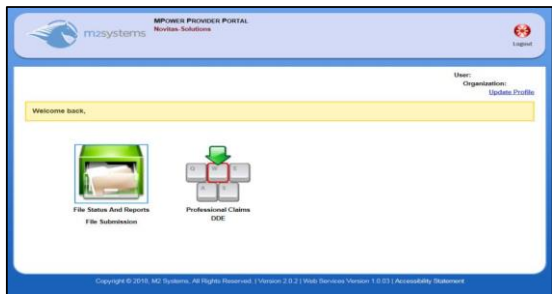 m2systems
MPOWER PROVIDER PORTAL
Novitas-Solutions
Logout
User:
Organization:
Update Profile
Welcome back,
Q W E
A S
File Status And Reports
File Submission
Professional Claims
DDE
Copyright © 2018, M2 Systems, All Rights Reserved. | Version 2.0.2 | Web Services Version 1.0.03 | Accessibility Statement